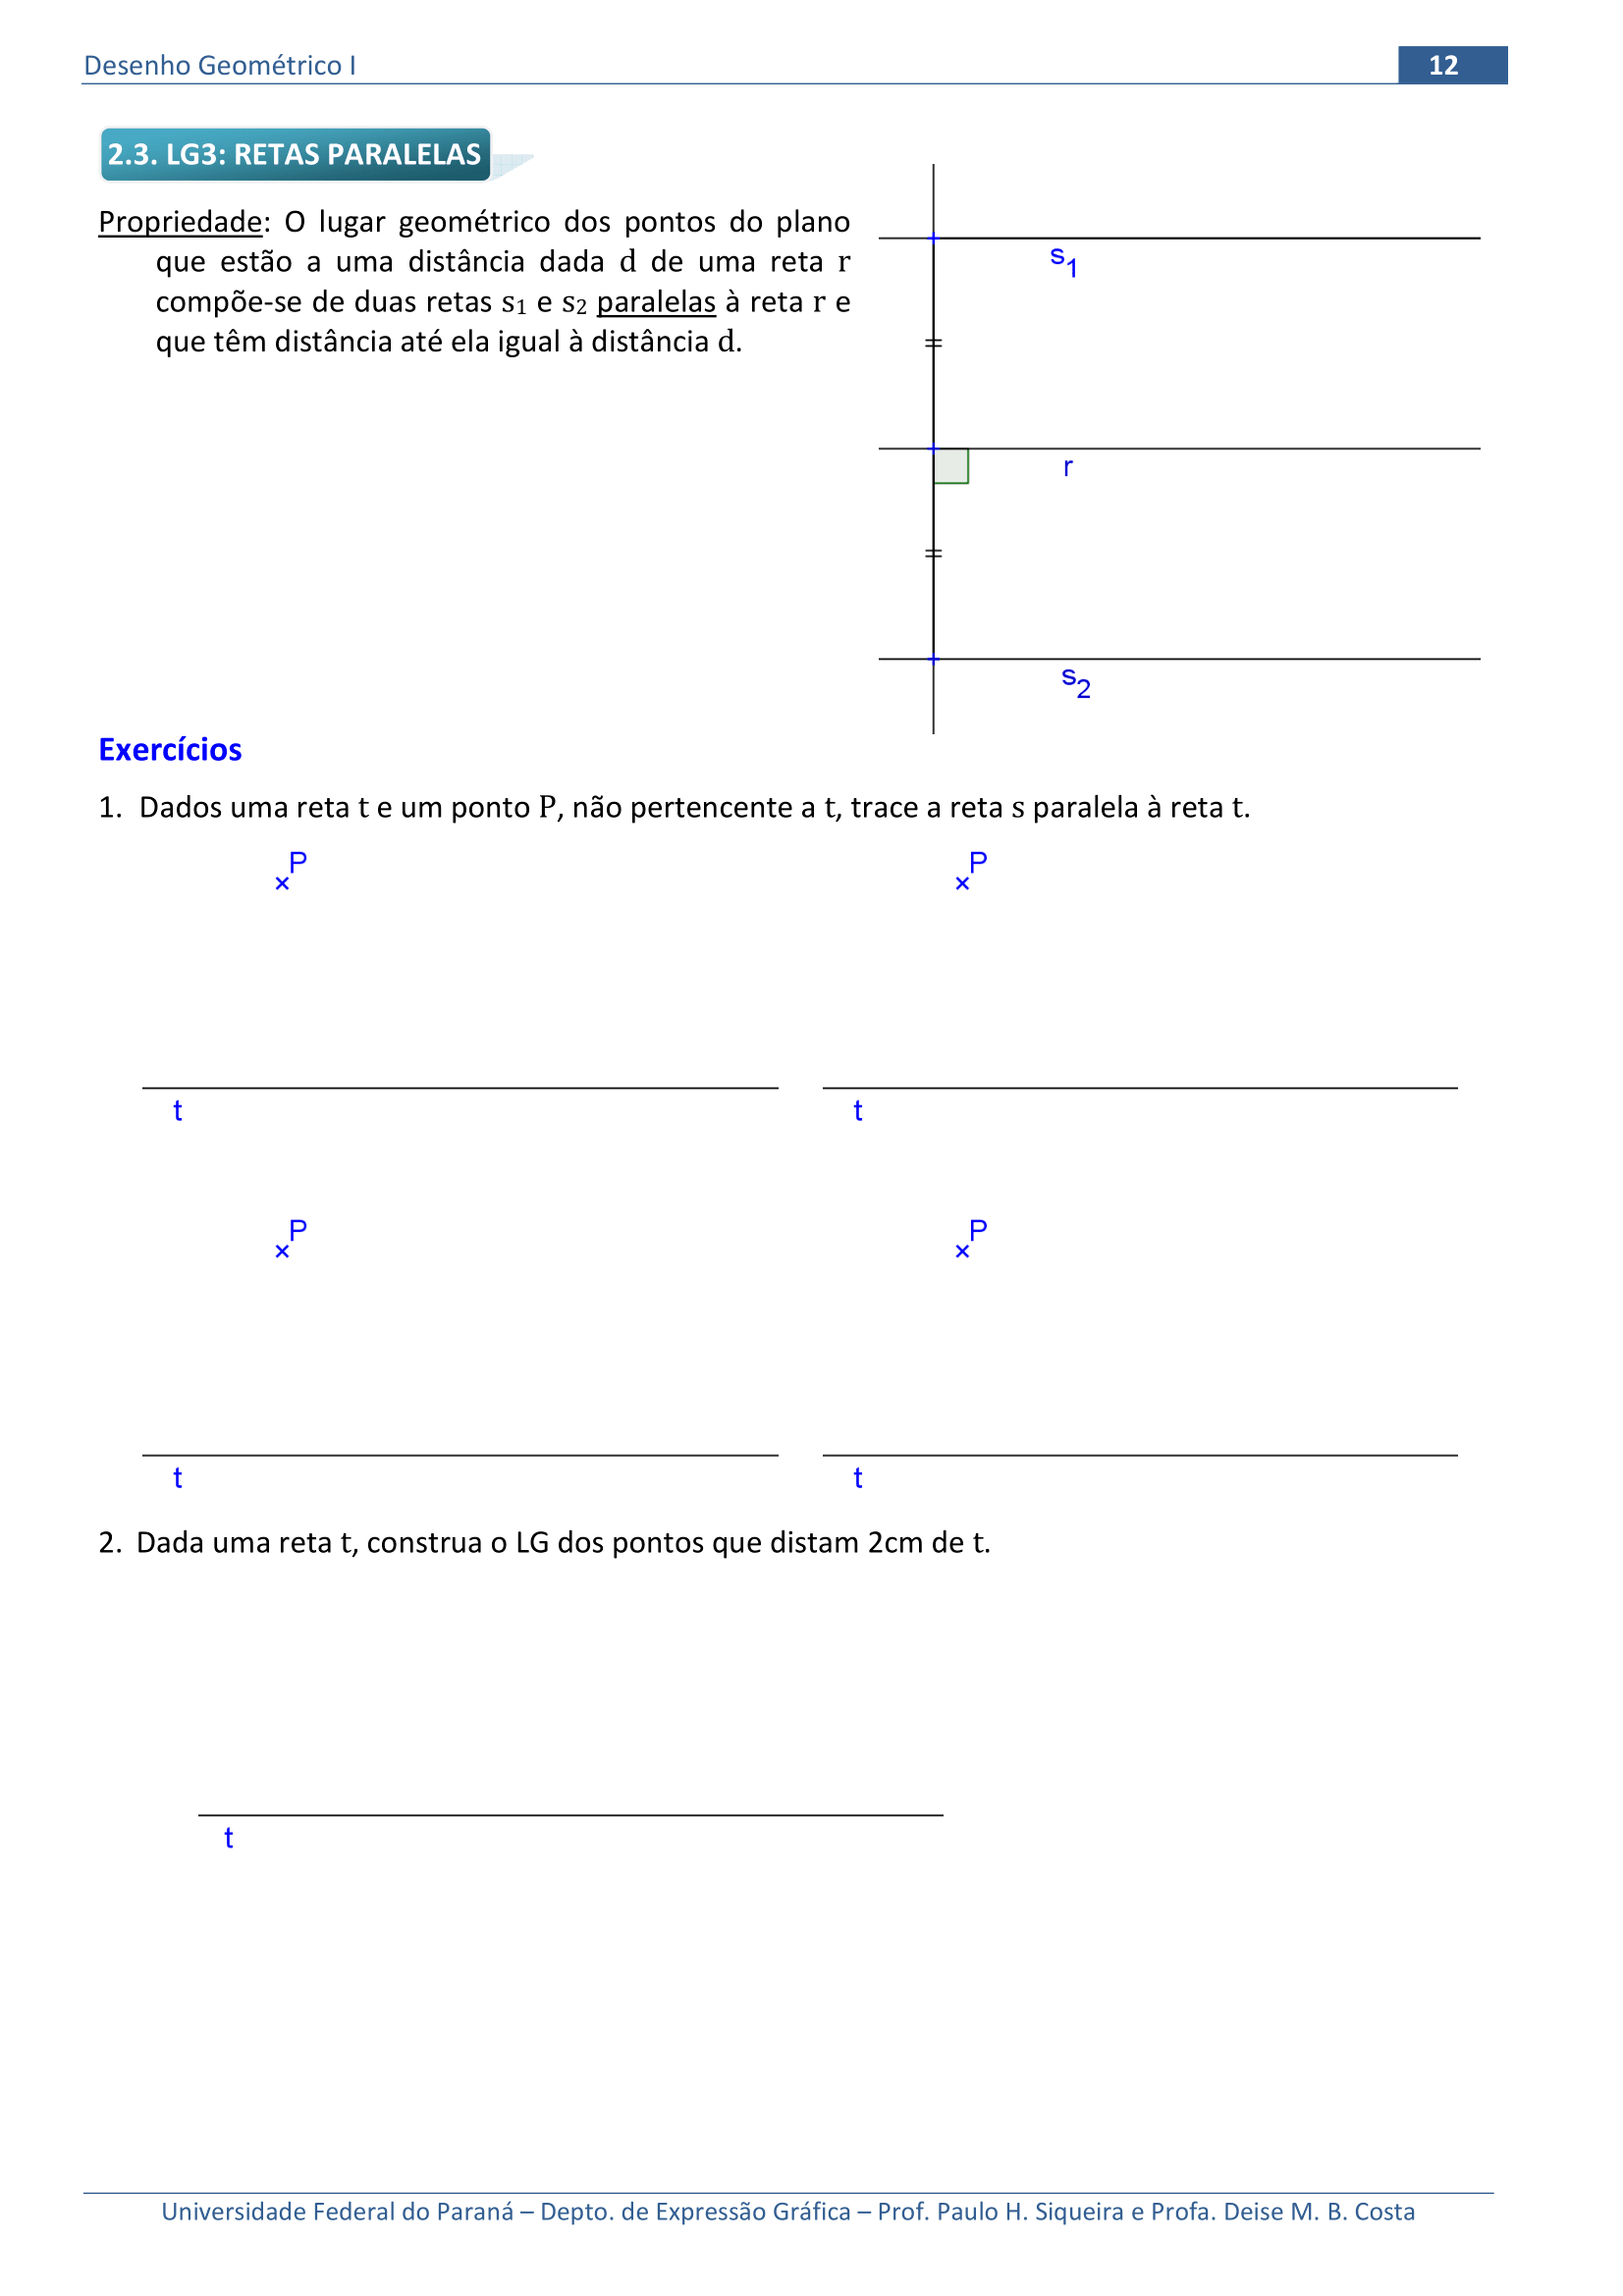 Desenho Geométrico I
12
2.3. LG3: RETAS PARALELAS
Propriedade: O lugar geométrico dos pontos do plano
que estão a uma distância dada d de uma reta r
compõe-se de duas retas s1 e s2 paralelas à reta r e
que têm distância até ela igual à distância d.
s1
r
s2
Exercícios
1. Dados uma reta t e um ponto P, não pertencente a t, trace a reta s paralela à reta t.
P P
t t
P P
t t
2. Dada uma reta t, construa o LG dos pontos que distam 2cm de t.
t
Universidade Federal do Paraná – Depto. de Expressão Gráfica – Prof. Paulo H. Siqueira e Profa. Deise M. B. Costa